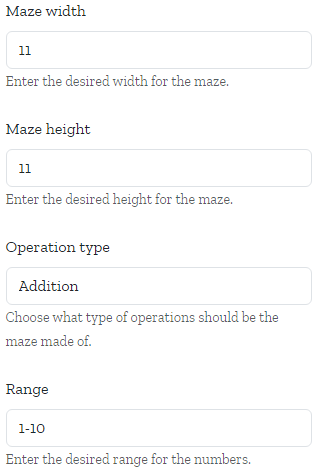 Maze width
11
Enter the desired width for the maze.
Maze height
11
Enter the desired height for the maze.
Operation type
Addition
Choose what type of operations should be the
maze made of.
Range
1-10
Enter the desired range for the numbers.